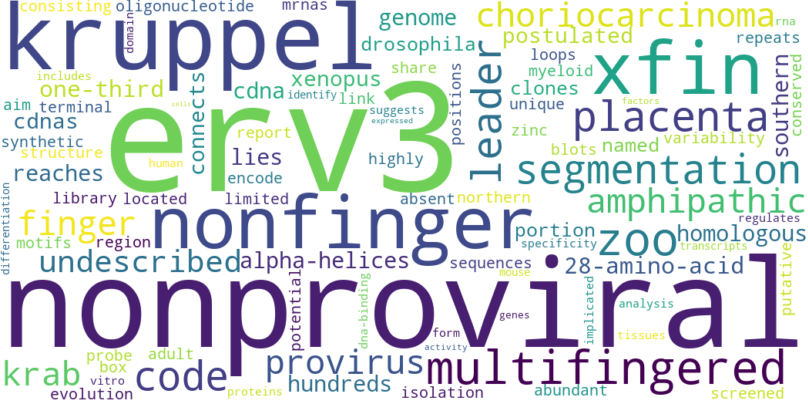 consisting
oligonucleotide
mrnas
genome
choriocarcinoma
rna
kruppel
domain
drosophila
postulated
repeats
includes
one-third
cdna
xenopus
share
loops
xfin
myeloid
southern
conserved
aim
terminal
connects
identify
link
positions
leader
clones
unique
factors
cdnas
erv3
cells
suggests
expressed
placenta
synthetic
report
zinc
blots
named
variability
structure
human
lies
highly
segmentation
reaches
encode
differentiation
library
located
limited
absent
northern
amphipathic
finger
nonfinger
portion
zoo
homologous
regulates
motifs
region
specificity
transcripts
undescribed
alpha-helices
sequences
28-amino-acid
putative
potential
mouse
nonproviral
dna-binding
genes
implicated
analysis
form
activity
tissues
krab
probe
adult
provirus
multifingered
box
code
hundreds
vitro
evolution
proteins
isolation
abundant
screened